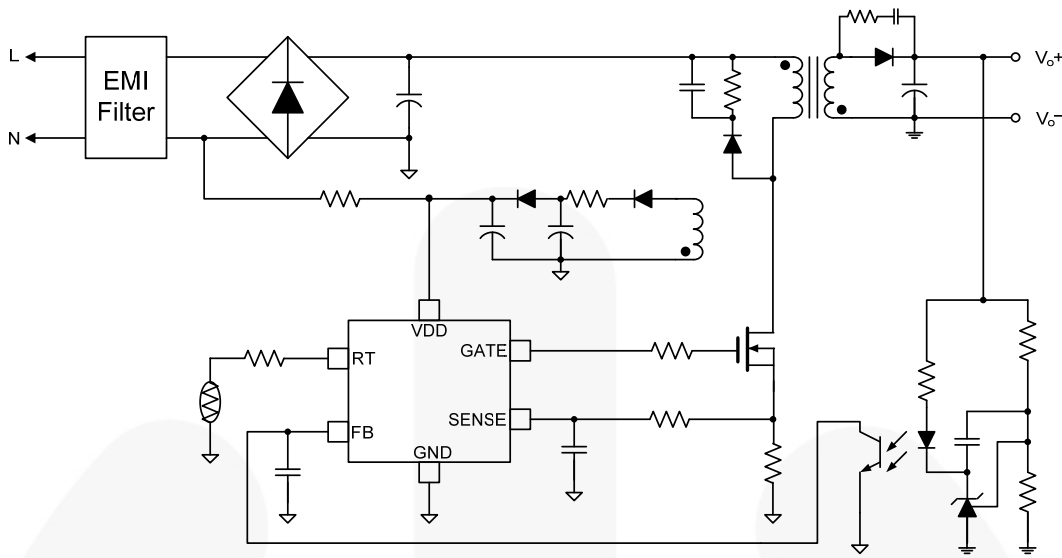 L
EMI
Filter
N
Vo+
Vo−
VDD
RT
GATE
SENSE
FB
GND